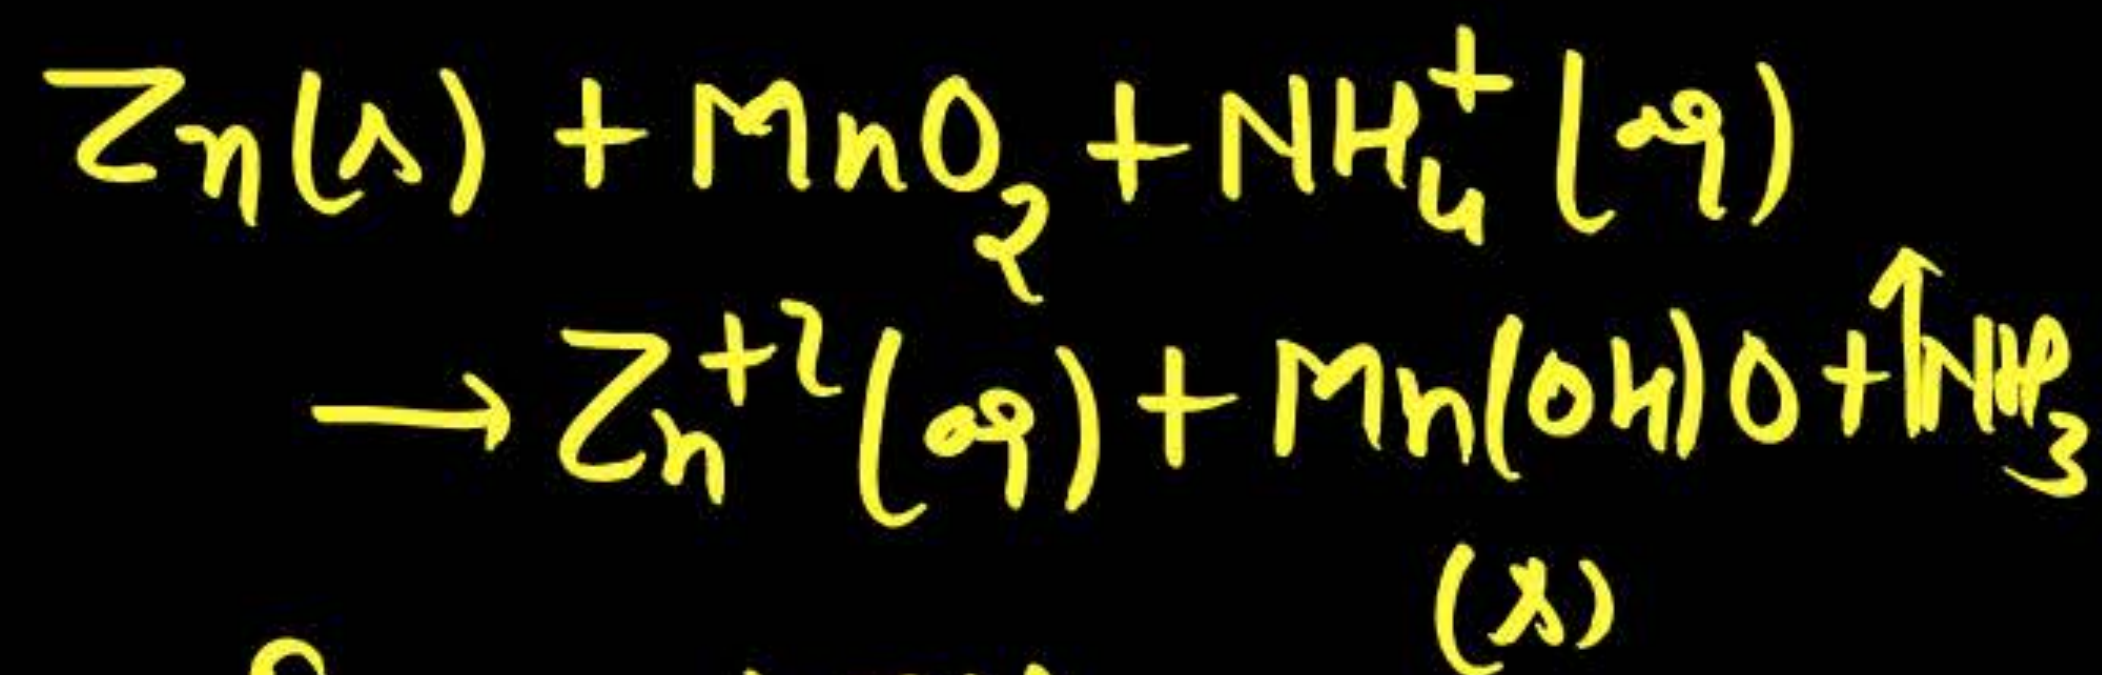 Zn(s) + MnO₂ + NH₄⁺ (aq)
→ Zn⁺² (aq) + Mn(OH)O + ↑NH₃
(s)